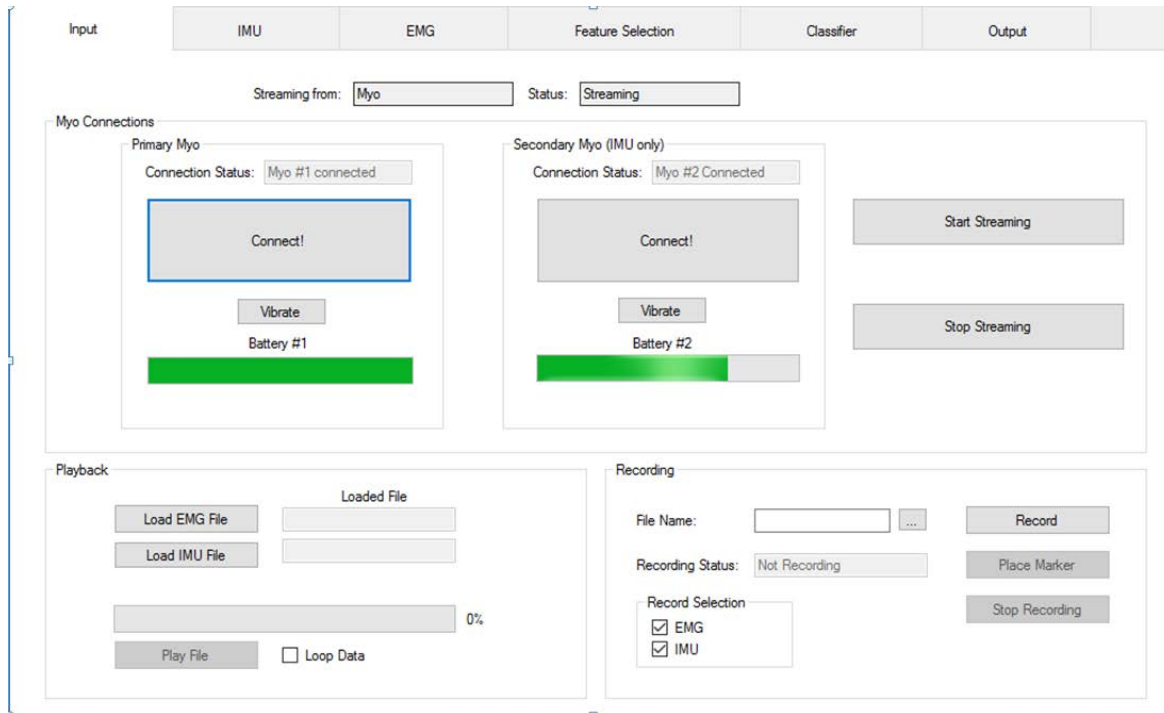 Input IMU EMG Feature Selection Classifier Output
Streaming from: Myo Status: Streaming
Myo Connections
Primary Myo
Connection Status: Myo #1 connected
Connect!
Vibrate
Battery #1
Secondary Myo (IMU only)
Connection Status: Myo #2 Connected
Connect!
Vibrate
Battery #2
Start Streaming
Stop Streaming
Playback
Loaded File
Load EMG File
Load IMU File
0%
Play File Loop Data
Recording
File Name: ... Record
Recording Status: Not Recording Place Marker
Stop Recording
Record Selection
EMG
IMU